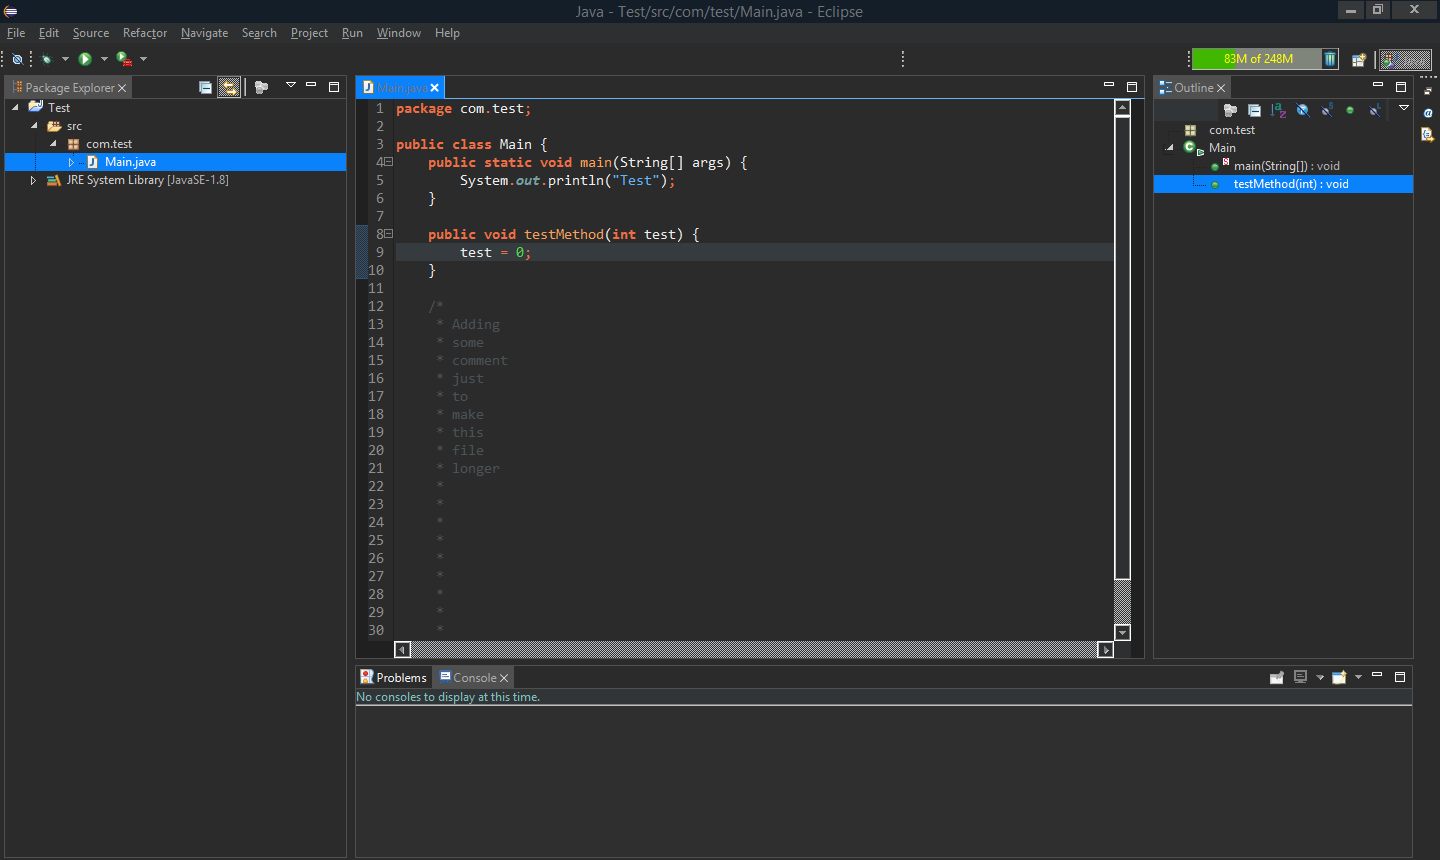 Java - Test/src/com/test/Main.java - Eclipse
File Edit Source Refactor Navigate Search Project Run Window Help
83M of 248M
Java
Package Explorer
Test
src
com.test
Main.java
JRE System Library [JavaSE-1.8]
Main.java
1 package com.test;
2
3 public class Main {
4 public static void main(String[] args) {
5 System.out.println("Test");
6 }
7
8 public void testMethod(int test) {
9 test = 0;
10 }
11
12 /*
13 * Adding
14 * some
15 * comment
16 * just
17 * to
18 * make
19 * this
20 * file
21 * longer
22 *
23 *
24 *
25 *
26 *
27 *
28 *
29 *
30 *
Outline
com.test
Main
main(String[]) : void
testMethod(int) : void
Problems Console
No consoles to display at this time.